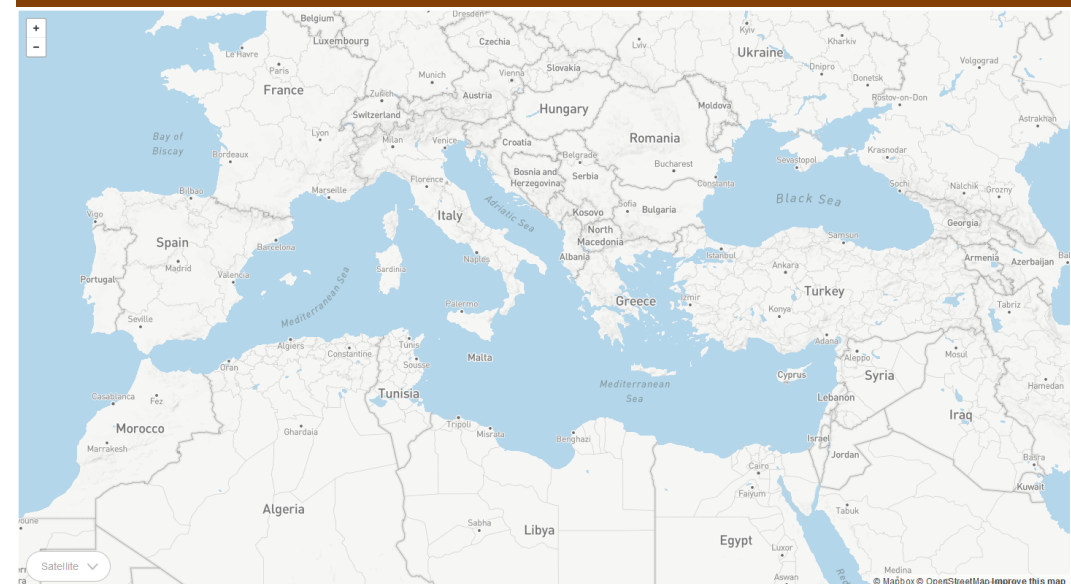 +
−
Belgium
Dresden
Luxembourg
Czechia
Kyiv
Lviv
Kharkiv
Ukraine
Le Havre
Paris
Volgograd
France
Munich
Vienna
Slovakia
Dnipro
Donetsk
Zurich
Austria
Rostov-on-Don
Switzerland
Hungary
Moldova
Astrakhan
Bay of
Biscay
Lyon
Milan
Venice
Croatia
Romania
Krasnodar
Bordeaux
Belgrade
Bucharest
Sevastopol
Florence
Bosnia and
Herzegovina
Serbia
Constanta
Sochi
Nalchik
Grozny
Bilbao
Marseille
Black Sea
Vigo
Italy
Adriatic Sea
Kosovo
Sofia
Bulgaria
Georgia
Spain
Barcelona
North
Macedonia
Samsun
Madrid
Naples
Albania
Istanbul
Armenia
Azerbaijan
Portugal
Valencia
Sardinia
Ankara
Mediterranean Sea
Palermo
Greece
Izmir
Turkey
Konya
Tabriz
Seville
Algiers
Constantine
Tunis
Adana
Aleppo
Mosul
Oran
Sousse
Malta
Cyprus
Syria
Mediterranean
Sea
Hamedan
Casablanca
Fez
Tunisia
Lebanon
Morocco
Ghardaia
Tripoli
Misrata
Benghazi
Israel
Iraq
Marrakesh
Jordan
Basra
Cairo
Faiyum
Kuwait
Algeria
Sabha
Libya
Tabuk
Egypt
Luxor
Satellite
Medina
Aswan
© Mapbox © OpenStreetMap Improve this map